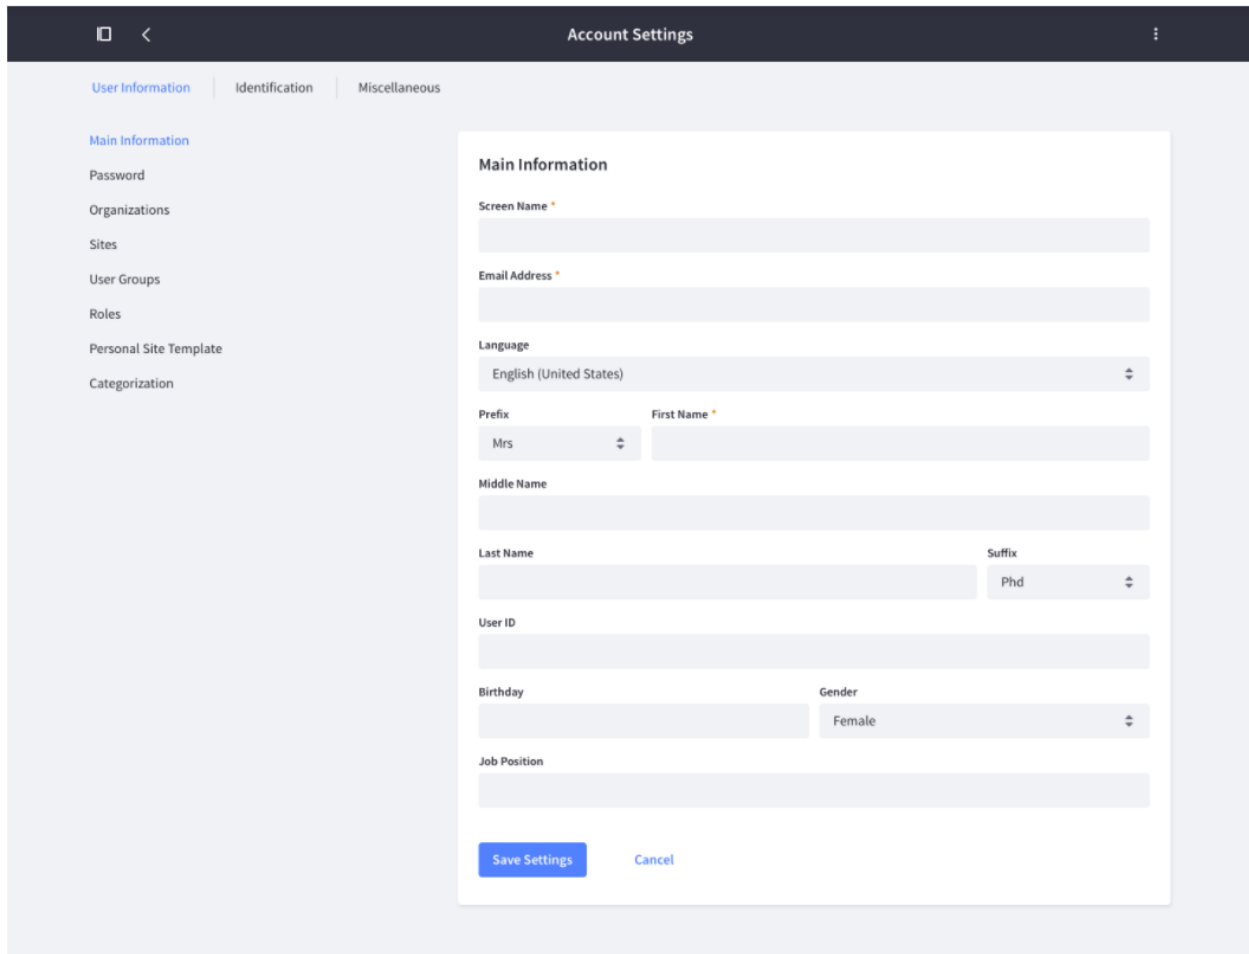 Account Settings
User Information Identification Miscellaneous
Main Information
Password
Organizations
Sites
User Groups
Roles
Personal Site Template
Categorization
Main Information
Screen Name *
Email Address *
Language
English (United States)
Prefix First Name *
Mrs
Middle Name
Last Name Suffix
Phd
User ID
Birthday Gender
Female
Job Position
Save Settings Cancel